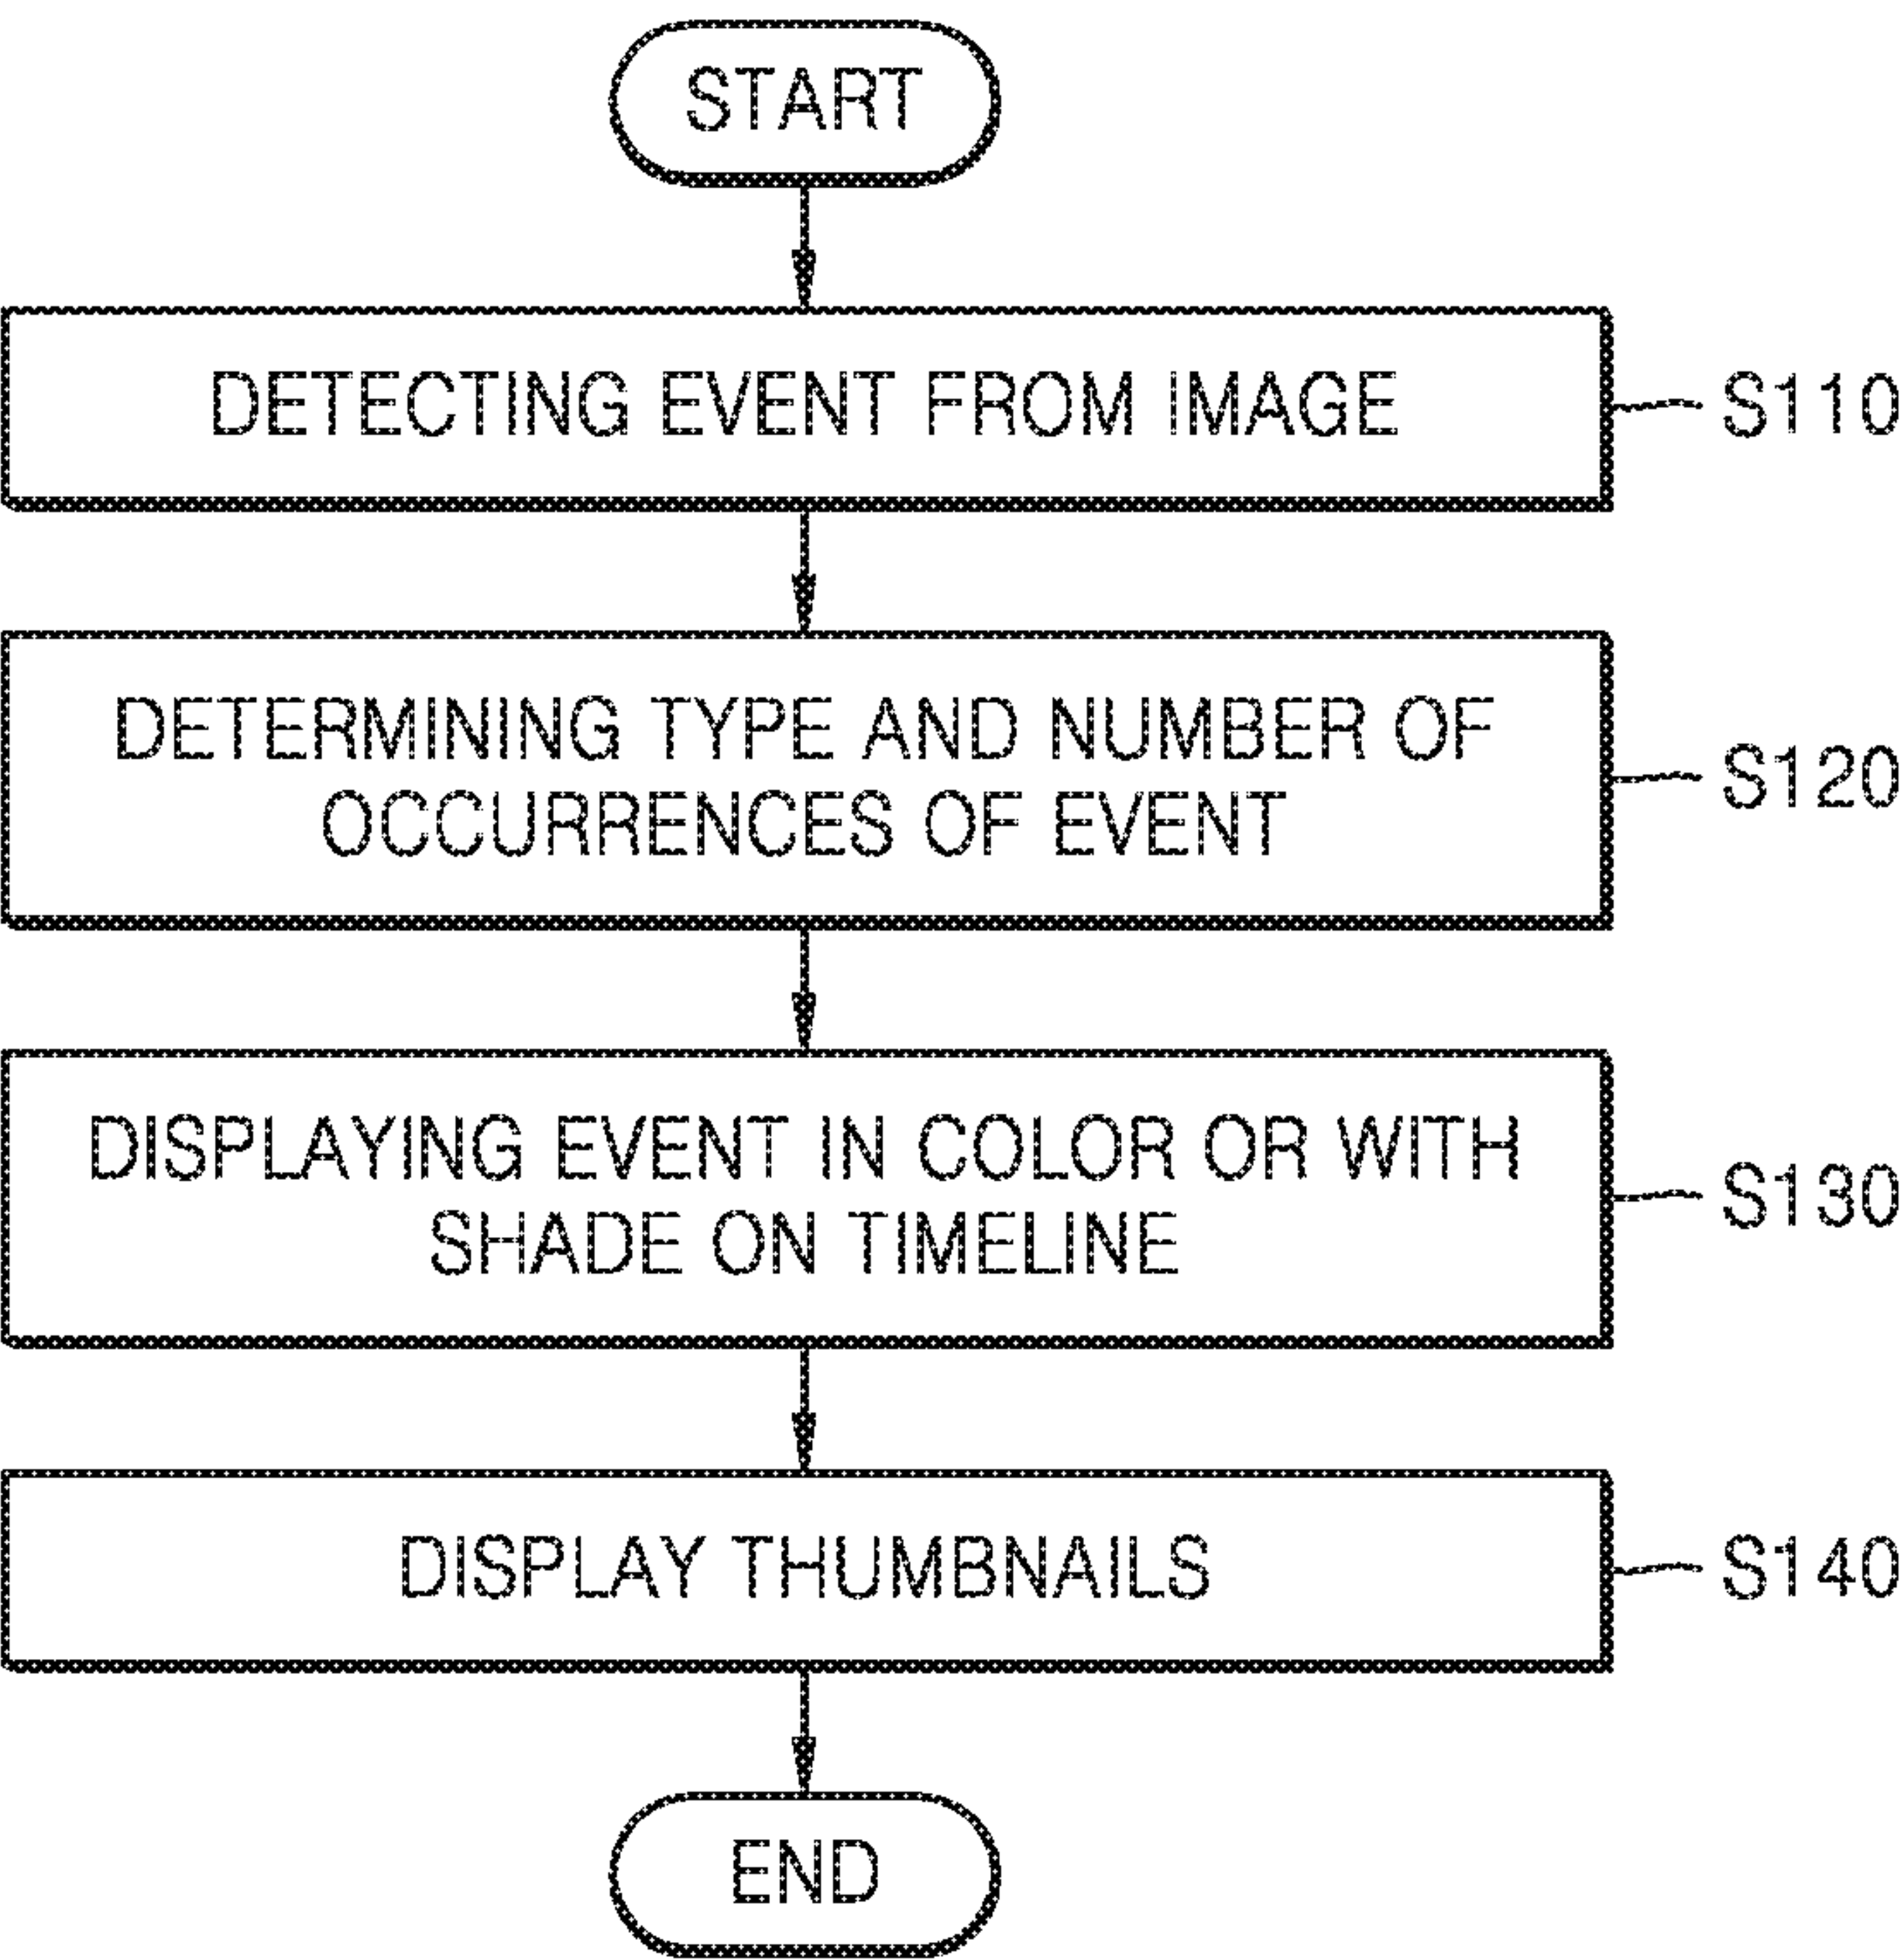 START
DETECTING EVENT FROM IMAGE
S110
DETERMINING TYPE AND NUMBER OF
OCCURRENCES OF EVENT
S120
DISPLAYING EVENT IN COLOR OR WITH
SHADE ON TIMELINE
S130
DISPLAY THUMBNAILS
S140
END